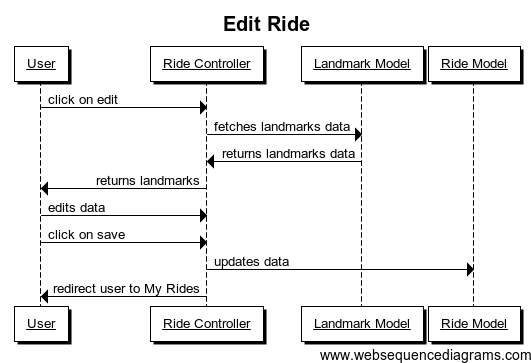 Edit Ride
User Ride Controller Landmark Model Ride Model
click on edit
fetches landmarks data
returns landmarks data
returns landmarks
edits data
click on save
updates data
redirect user to My Rides
User Ride Controller Landmark Model Ride Model
www.websequencediagrams.com